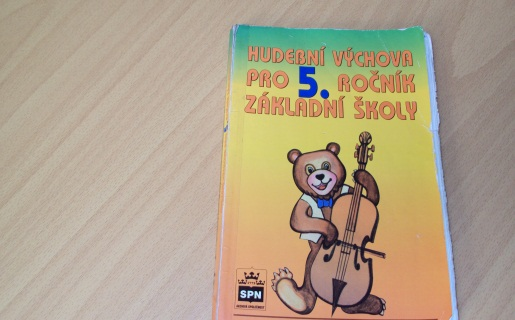 HUDEBNÍ VÝCHOVA
PRO 5. ROČNÍK
ZÁKLADNÍ ŠKOLY
SPN